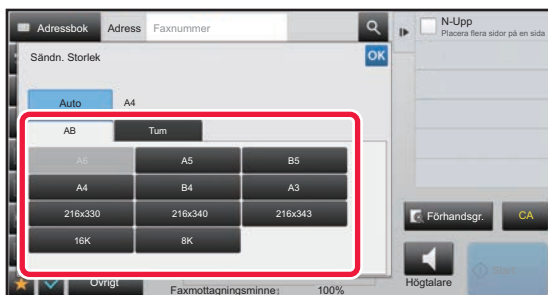 Adressbok Adress Faxnummer
N-Upp
Placera flera sidor på en sida
Sändn. Storlek
OK
Auto A4
AB Tum
A6 A5 B5
A4 B4 A3
216x330 216x340 216x343
16K 8K
Förhandsgr. CA
Övrigt
Faxmottagningsminne: 100%
Högtalare
Start